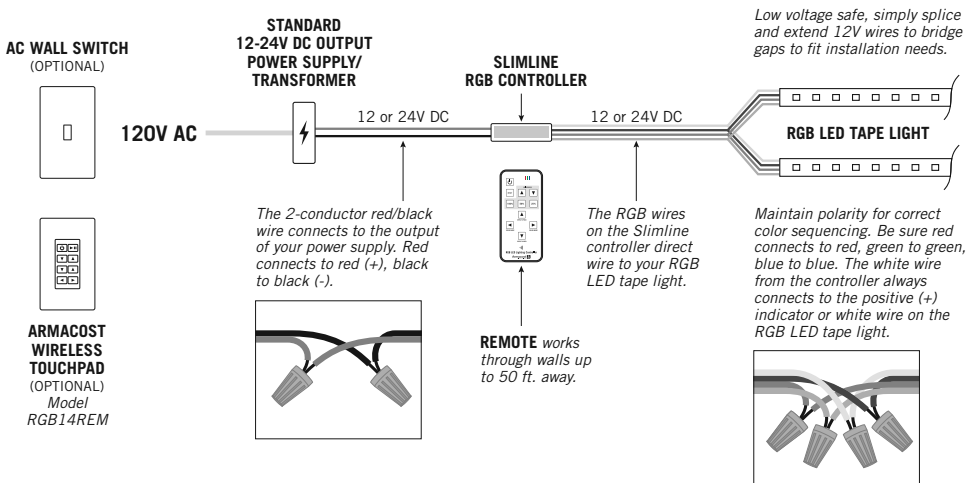 AC WALL SWITCH
(OPTIONAL)
120V AC
ARMACOST
WIRELESS
TOUCHPAD
(OPTIONAL)
Model
RGB14REM
STANDARD
12-24V DC OUTPUT
POWER SUPPLY/
TRANSFORMER
12 or 24V DC
The 2-conductor red/black
wire connects to the output
of your power supply. Red
connects to red (+), black
to black (-).
SLIMLINE
RGB CONTROLLER
REMOTE works
through walls up
to 50 ft. away.
12 or 24V DC
The RGB wires
on the Slimline
controller direct
wire to your RGB
LED tape light.
Low voltage safe, simply splice
and extend 12V wires to bridge
gaps to fit installation needs.
RGB LED TAPE LIGHT
Maintain polarity for correct
color sequencing. Be sure red
connects to red, green to green,
blue to blue. The white wire
from the controller always
connects to the positive (+)
indicator or white wire on the
RGB LED tape light.